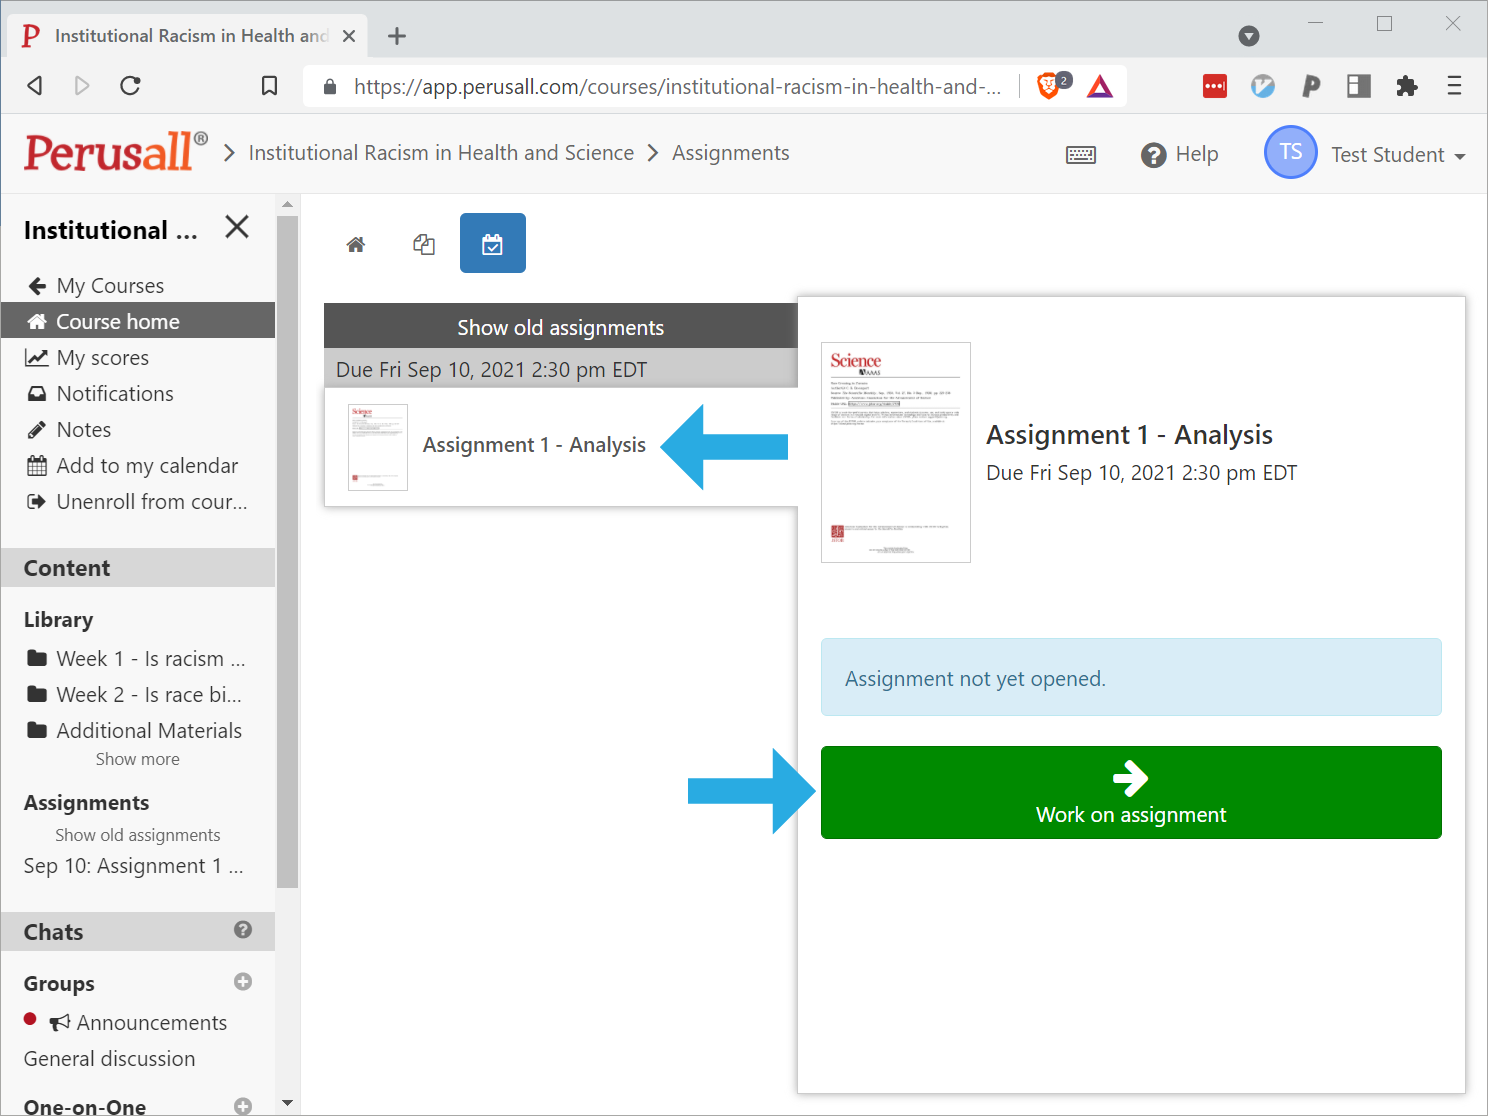 Institutional Racism in Health and
https://app.perusall.com/courses/institutional-racism-in-health-and-...
2
Perusall®
Institutional Racism in Health and Science
Assignments
Help
TS
Test Student
Institutional ...
My Courses
Course home
My scores
Notifications
Notes
Add to my calendar
Unenroll from cour...
Content
Library
Week 1 - Is racism ...
Week 2 - Is race bi...
Additional Materials
Show more
Assignments
Show old assignments
Sep 10: Assignment 1 ...
Chats
Groups
Announcements
General discussion
One-on-One
Show old assignments
Due Fri Sep 10, 2021 2:30 pm EDT
Science
Assignment 1 - Analysis
Science
AAAS
Assignment 1 - Analysis
Due Fri Sep 10, 2021 2:30 pm EDT
Assignment not yet opened.
Work on assignment